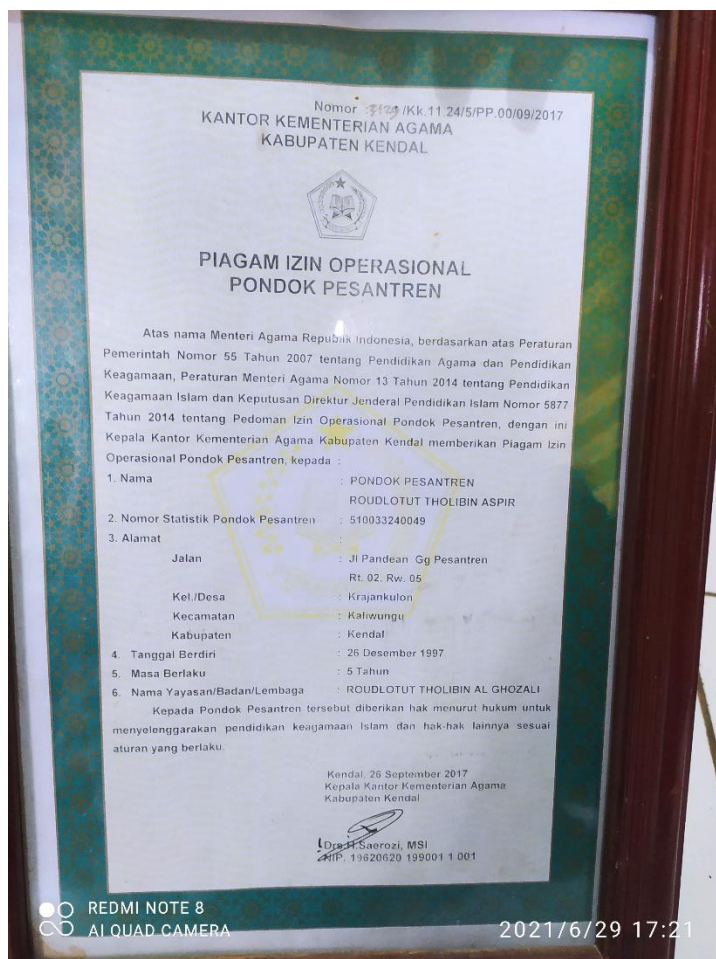 Nomor : /Kk.11.24/5/PP.00/09/2017
KANTOR KEMENTERIAN AGAMA
KABUPATEN KENDAL
PIAGAM IZIN OPERASIONAL
PONDOK PESANTREN
Atas nama Menteri Agama Republik Indonesia, berdasarkan atas Peraturan
Pemerintah Nomor 55 Tahun 2007 tentang Pendidikan Agama dan Pendidikan
Keagamaan, Peraturan Menteri Agama Nomor 13 Tahun 2014 tentang Pendidikan
Keagamaan Islam dan Keputusan Direktur Jenderal Pendidikan Islam Nomor 5877
Tahun 2014 tentang Pedoman Izin Operasional Pondok Pesantren, dengan ini
Kepala Kantor Kementerian Agama Kabupaten Kendal memberikan Piagam Izin
Operasional Pondok Pesantren, kepada :
1. Nama : PONDOK PESANTREN
ROUDLOTUT THOLIBIN ASPIR
2. Nomor Statistik Pondok Pesantren : 510033240049
3. Alamat :
Jalan : Jl Pandean Gg Pesantren
Rt. 02. Rw. 05
Kel./Desa : Krajankulon
Kecamatan : Kaliwungu
Kabupaten : Kendal
4. Tanggal Berdiri : 26 Desember 1997
5. Masa Berlaku : 5 Tahun
6. Nama Yayasan/Badan/Lembaga : ROUDLOTUT THOLIBIN AL GHOZALI
Kepada Pondok Pesantren tersebut diberikan hak menurut hukum untuk
menyelenggarakan pendidikan keagamaan Islam dan hak-hak lainnya sesuai
aturan yang berlaku.
Kendal, 26 September 2017
Kepala Kantor Kementerian Agama
Kabupaten Kendal
Drs.H.Saerozi, MSI
NIP. 19620620 199001 1 001
REDMI NOTE 8
AI QUAD CAMERA
2021/6/29 17:21